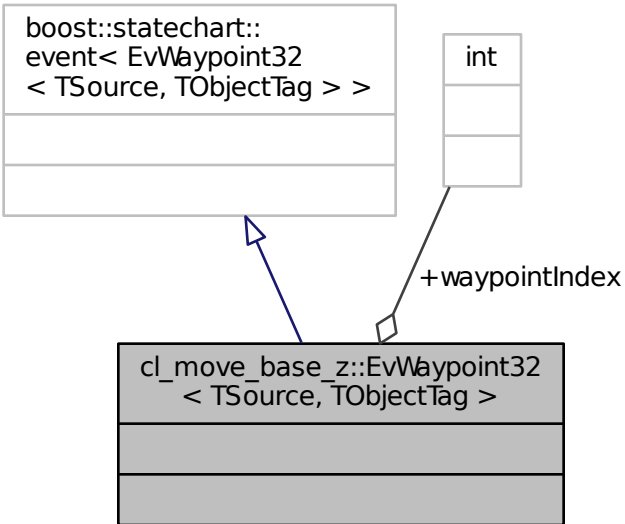 boost::statechart::
event< EvWaypoint32
< TSource, TObjectTag > >
int
+waypointIndex
cl_move_base_z::EvWaypoint32
< TSource, TObjectTag >